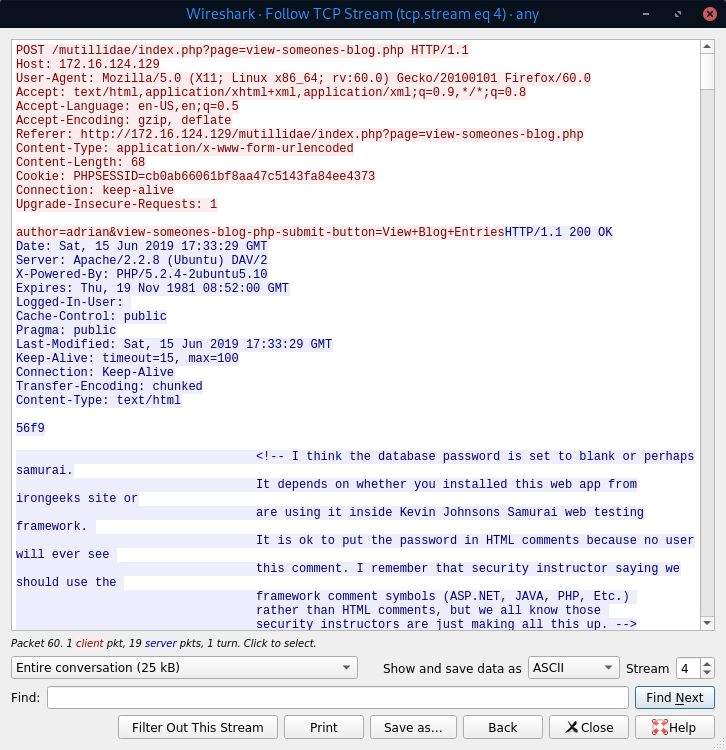 Wireshark · Follow TCP Stream (tcp.stream eq 4) · any
POST /mutillidae/index.php?page=view-someones-blog.php HTTP/1.1
Host: 172.16.124.129
User-Agent: Mozilla/5.0 (X11; Linux x86_64; rv:60.0) Gecko/20100101 Firefox/60.0
Accept: text/html,application/xhtml+xml,application/xml;q=0.9,*/*;q=0.8
Accept-Language: en-US,en;q=0.5
Accept-Encoding: gzip, deflate
Referer: http://172.16.124.129/mutillidae/index.php?page=view-someones-blog.php
Content-Type: application/x-www-form-urlencoded
Content-Length: 68
Cookie: PHPSESSID=cb0ab66061bf8aa47c5143fa84ee4373
Connection: keep-alive
Upgrade-Insecure-Requests: 1
author=adrian&view-someones-blog-php-submit-button=View+Blog+EntriesHTTP/1.1 200 OK
Date: Sat, 15 Jun 2019 17:33:29 GMT
Server: Apache/2.2.8 (Ubuntu) DAV/2
X-Powered-By: PHP/5.2.4-2ubuntu5.10
Expires: Thu, 19 Nov 1981 08:52:00 GMT
Logged-In-User:
Cache-Control: public
Pragma: public
Last-Modified: Sat, 15 Jun 2019 17:33:29 GMT
Keep-Alive: timeout=15, max=100
Connection: Keep-Alive
Transfer-Encoding: chunked
Content-Type: text/html
56f9
<!-- I think the database password is set to blank or perhaps
samurai.
It depends on whether you installed this web app from
irongeeks site or
are using it inside Kevin Johnsons Samurai web testing
framework.
It is ok to put the password in HTML comments because no user
will ever see
this comment. I remember that security instructor saying we
should use the
framework comment symbols (ASP.NET, JAVA, PHP, Etc.)
rather than HTML comments, but we all know those
security instructors are just making all this up. -->
Packet 60. 1 client pkt, 19 server pkts, 1 turn. Click to select.
Entire conversation (25 kB) Show and save data as ASCII Stream 4
Find: Find Next
Filter Out This Stream Print Save as… Back Close Help